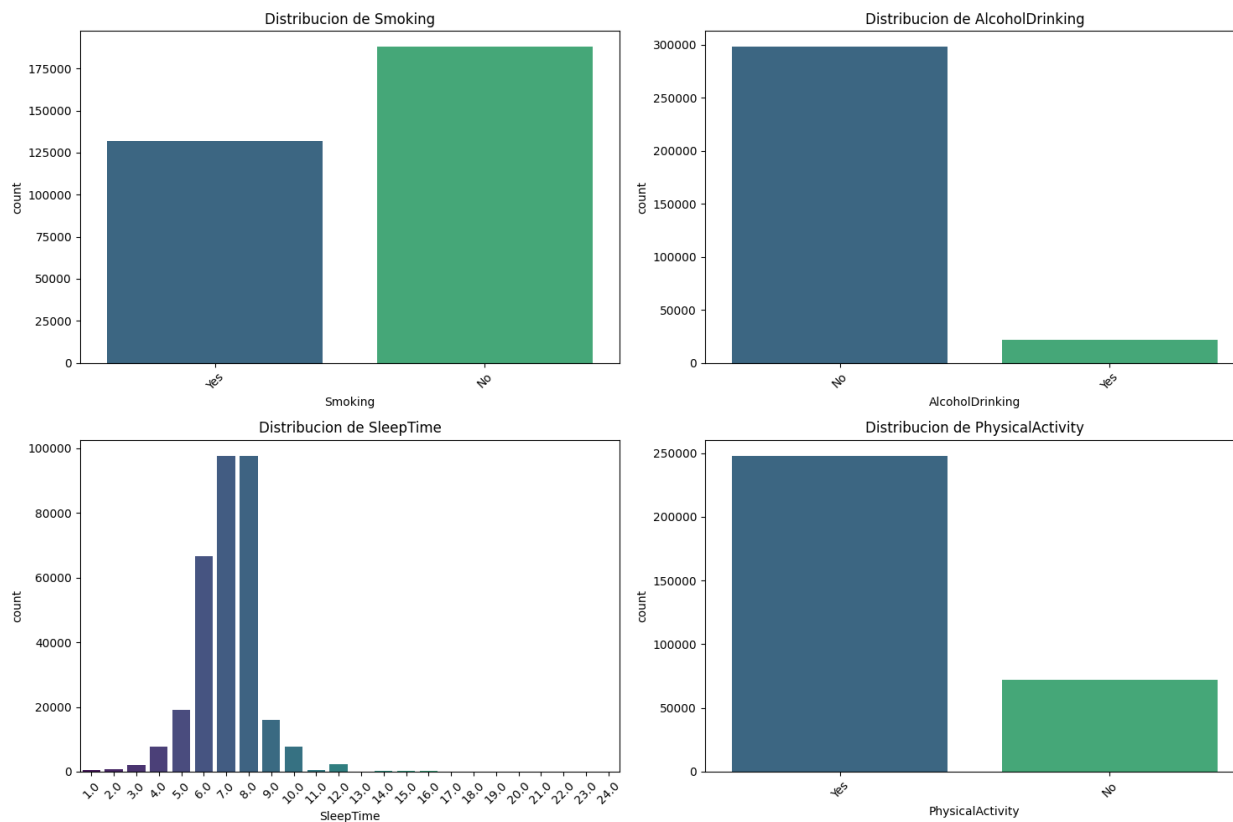 Distribucion de Smoking
175000
150000
125000
100000
75000
50000
25000
0
count
Yes
No
Smoking
Distribucion de AlcoholDrinking
300000
250000
200000
150000
100000
50000
0
count
No
Yes
AlcoholDrinking
Distribucion de SleepTime
100000
80000
60000
40000
20000
0
count
1.0 2.0 3.0 4.0 5.0 6.0 7.0 8.0 9.0 10.0 11.0 12.0 13.0 14.0 15.0 16.0 17.0 18.0 19.0 20.0 21.0 22.0 23.0 24.0
SleepTime
Distribucion de PhysicalActivity
250000
200000
150000
100000
50000
0
count
Yes
No
PhysicalActivity